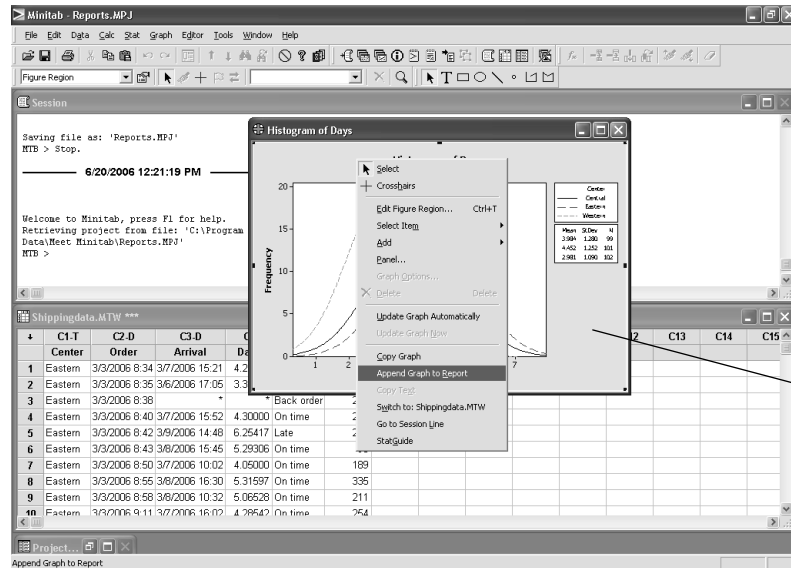 Minitab - Reports.MPJ
File Edit Data Calc Stat Graph Editor Tools Window Help
Figure Region
Session
Saving file as: 'Reports.MPJ'
MTB > Stop.
6/20/2006 12:21:19 PM
Welcome to Minitab, press F1 for help.
Retrieving project from file: 'C:\Program
Data\Meet Minitab\Reports.MPJ'
MTB >
Histogram of Days
Frequency
20
15
10
5
0
1 2 7
Center
Central
Eastern
Western
Mean StDev N
3.984 1.280 99
4.452 1.252 101
2.981 1.090 102
Select
Crosshairs
Edit Figure Region... Ctrl+T
Select Item
Add
Panel...
Graph Options...
Delete Delete
Update Graph Automatically
Update Graph Now
Copy Graph
Append Graph to Report
Copy Text
Switch to: Shippingdata.MTW
Go to Session Line
StatGuide
Shippingdata.MTW ***
C1-T C2-D C3-D C13 C14 C15
Center Order Arrival
1 Eastern 3/3/2006 8:34 3/7/2006 15:21
2 Eastern 3/3/2006 8:35 3/6/2006 17:05
3 Eastern 3/3/2006 8:38 * * Back order
4 Eastern 3/3/2006 8:40 3/7/2006 15:52 4.30000 On time
5 Eastern 3/3/2006 8:42 3/9/2006 14:48 6.25417 Late
6 Eastern 3/3/2006 8:43 3/8/2006 15:45 5.29306 On time
7 Eastern 3/3/2006 8:50 3/7/2006 10:02 4.05000 On time 189
8 Eastern 3/3/2006 8:55 3/8/2006 16:30 5.31597 On time 335
9 Eastern 3/3/2006 8:58 3/8/2006 10:32 5.06528 On time 211
10 Eastern 3/3/2006 9:11 3/7/2006 16:02 4.28542 On time 254
Project...
Append Graph to Report